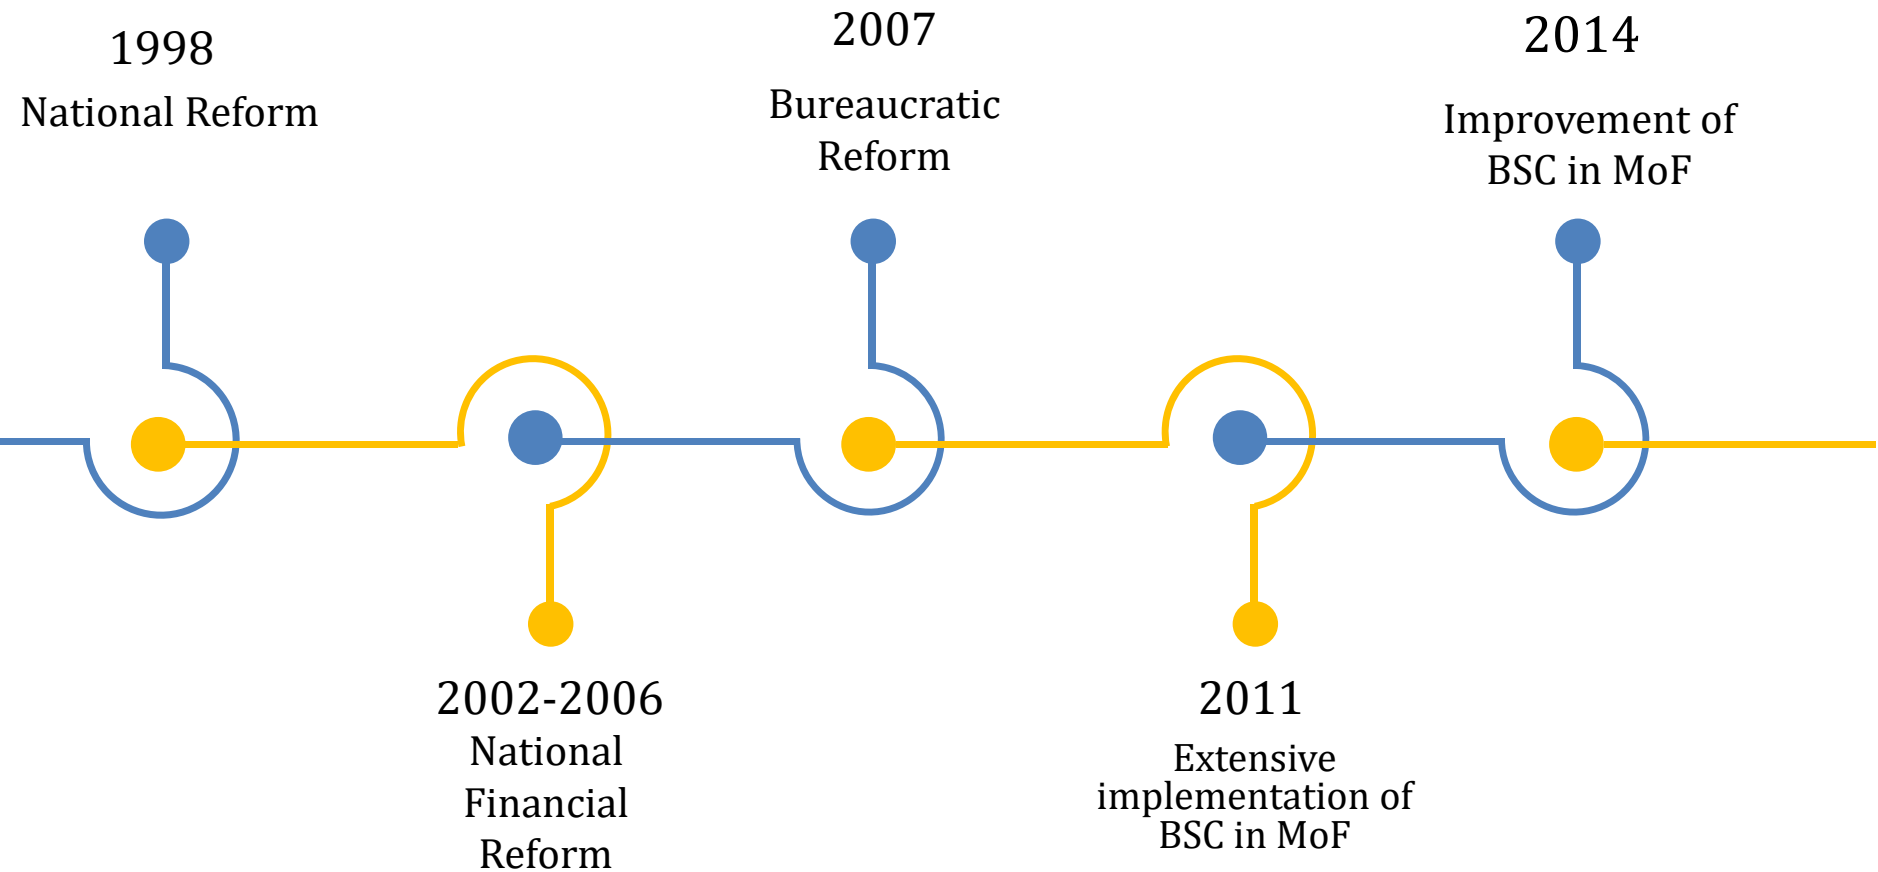 1998
National Reform
2002-2006
National
Financial
Reform
2007
Bureaucratic
Reform
2011
Extensive
implementation of
BSC in MoF
2014
Improvement of
BSC in MoF